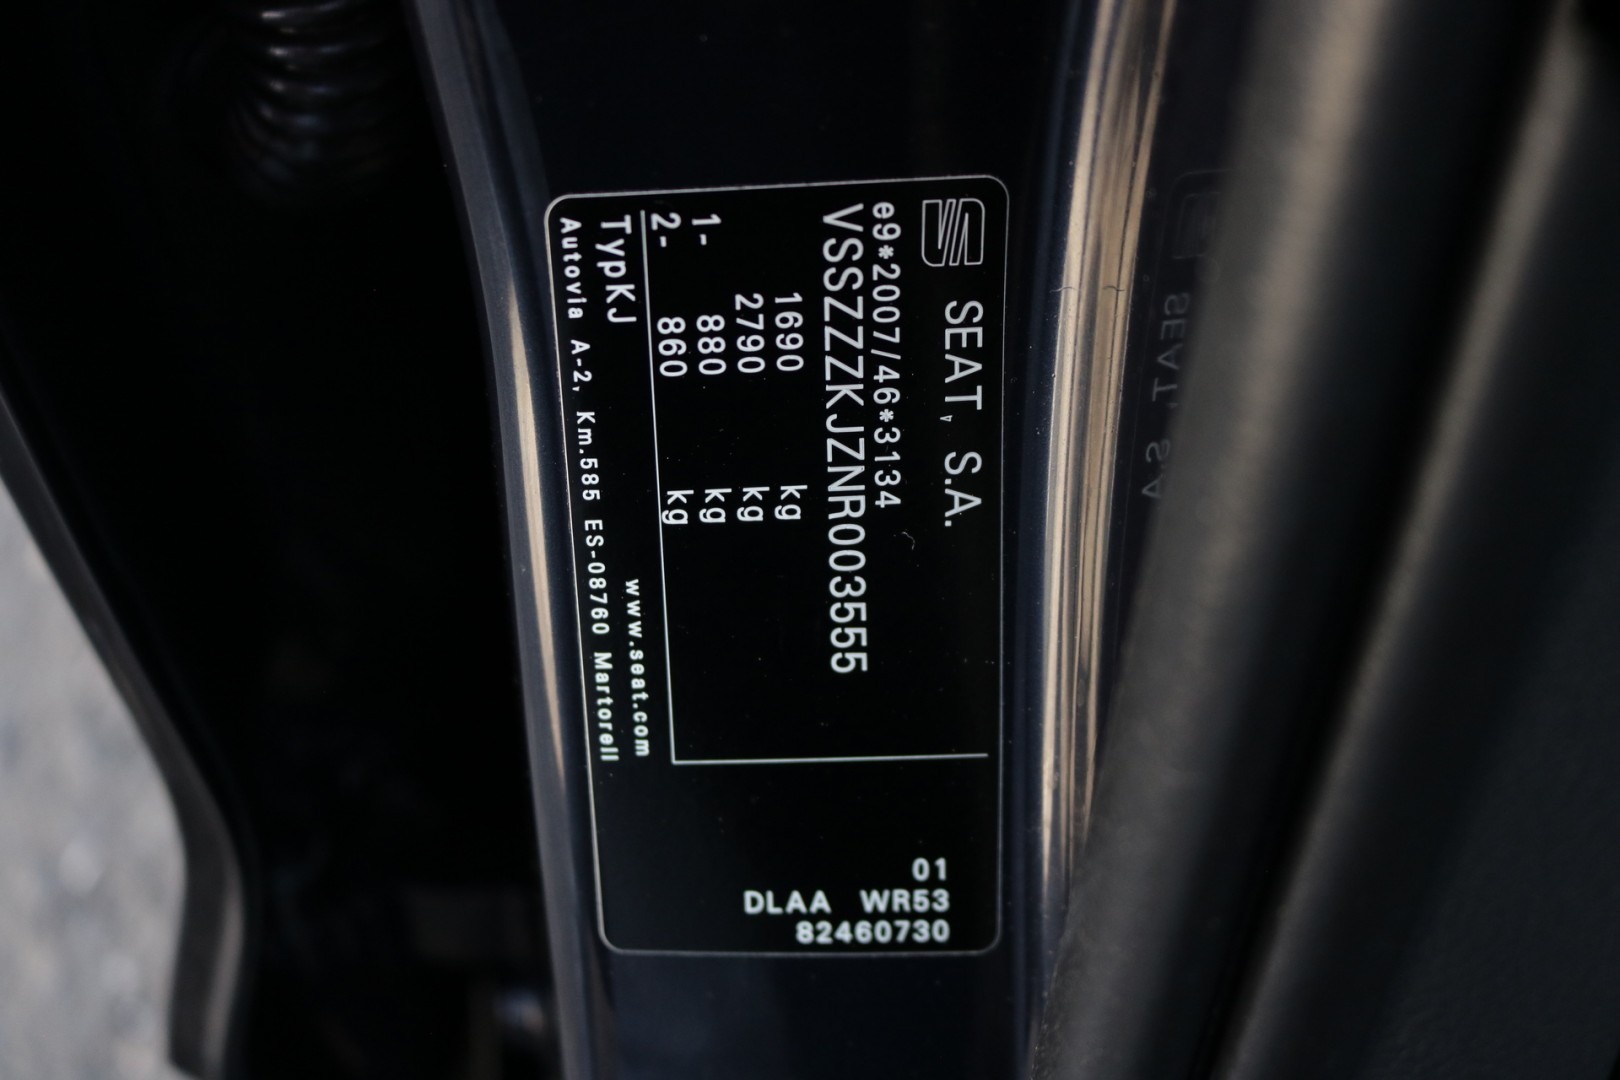 SEAT, S.A.
e9*2007/46*3134
VSSZZZKJZNR003555
1690 kg
2790 kg
1- 880 kg
2- 860 kg
TypKJ www.seat.com
Autovia A-2, Km.585 ES-08760 Martorell
01
DLAA WR53
82460730
SEAT, S.A.